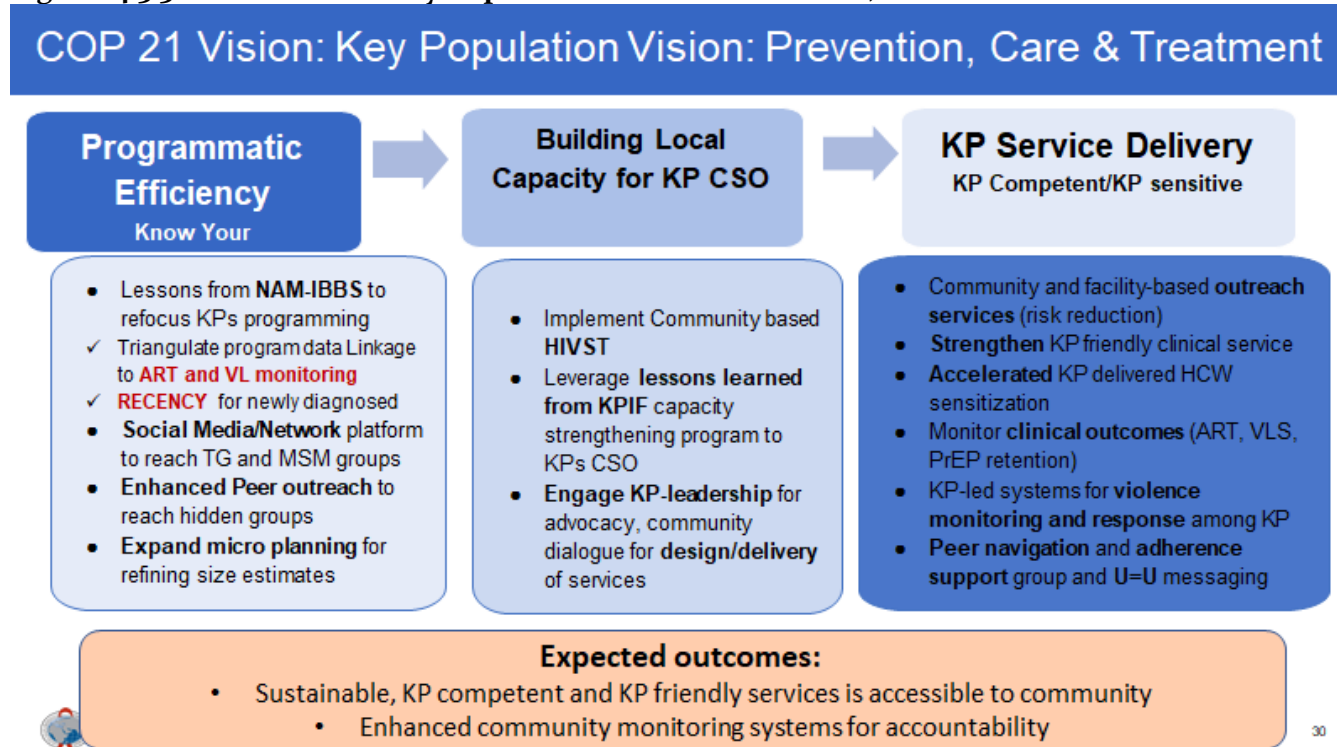 COP 21 Vision: Key Population Vision: Prevention, Care & Treatment
Programmatic
Efficiency
Know Your
Building Local
Capacity for KP CSO
KP Service Delivery
KP Competent/KP sensitive
● Lessons from NAM-IBBS to
refocus KPs programming
✓ Triangulate program data Linkage
to ART and VL monitoring
✓ RECENCY for newly diagnosed
● Social Media/Network platform
to reach TG and MSM groups
● Enhanced Peer outreach to
reach hidden groups
● Expand micro planning for
refining size estimates
● Implement Community based
HIVST
● Leverage lessons learned
from KPIF capacity
strengthening program to
KPs CSO
● Engage KP-leadership for
advocacy, community
dialogue for design/delivery
of services
● Community and facility-based outreach
services (risk reduction)
● Strengthen KP friendly clinical service
● Accelerated KP delivered HCW
sensitization
● Monitor clinical outcomes (ART, VLS,
PrEP retention)
● KP-led systems for violence
monitoring and response among KP
● Peer navigation and adherence
support group and U=U messaging
Expected outcomes:
• Sustainable, KP competent and KP friendly services is accessible to community
• Enhanced community monitoring systems for accountability
30